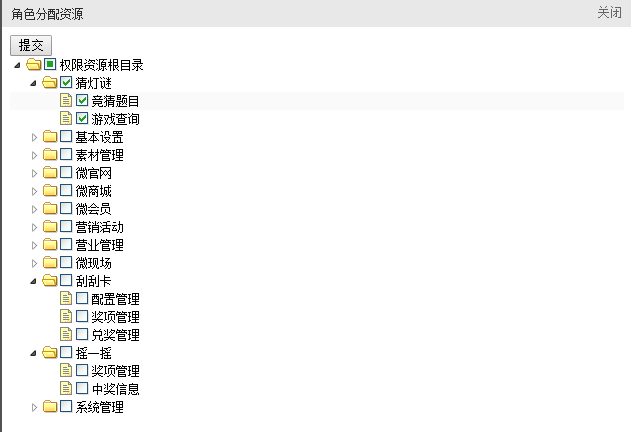 角色分配资源 关闭
提交
权限资源根目录
猜灯谜
竞猜题目
游戏查询
基本设置
素材管理
微官网
微商城
微会员
营销活动
营业管理
微现场
刮刮卡
配置管理
奖项管理
兑奖管理
摇一摇
奖项管理
中奖信息
系统管理